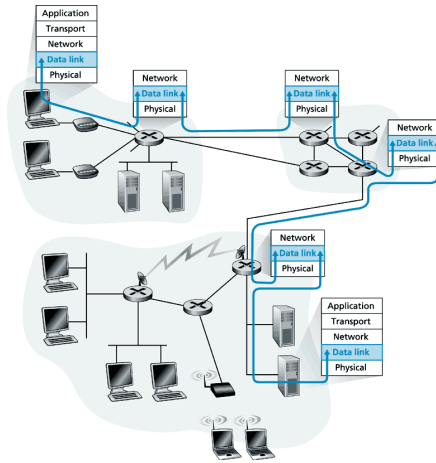 Application
Transport
Network
Data link
Physical
Network
Data link
Physical
Network
Data link
Physical
Network
Data link
Physical
Network
Data link
Physical
Application
Transport
Network
Data link
Physical